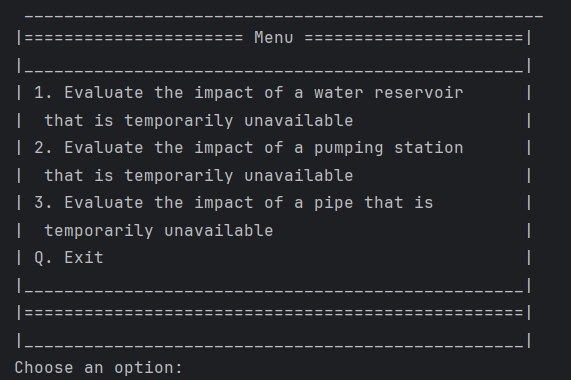 ____________________________________________________
|====================== Menu ======================|
|__________________________________________________|
| 1. Evaluate the impact of a water reservoir      |
|  that is temporarily unavailable                 |
| 2. Evaluate the impact of a pumping station      |
|  that is temporarily unavailable                 |
| 3. Evaluate the impact of a pipe that is         |
|  temporarily unavailable                         |
| Q. Exit                                          |
|__________________________________________________|
|==================================================|
|__________________________________________________|
Choose an option: